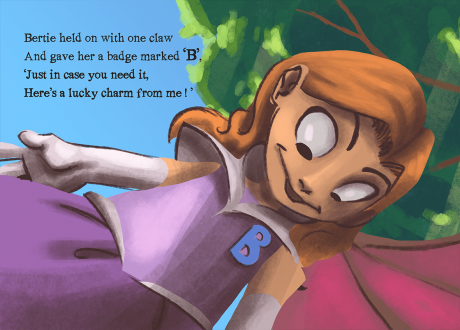 Bertie held on with one claw
And gave her a badge marked ‘B’,
‘Just in case you need it,
Here's a lucky charm from me!’
B